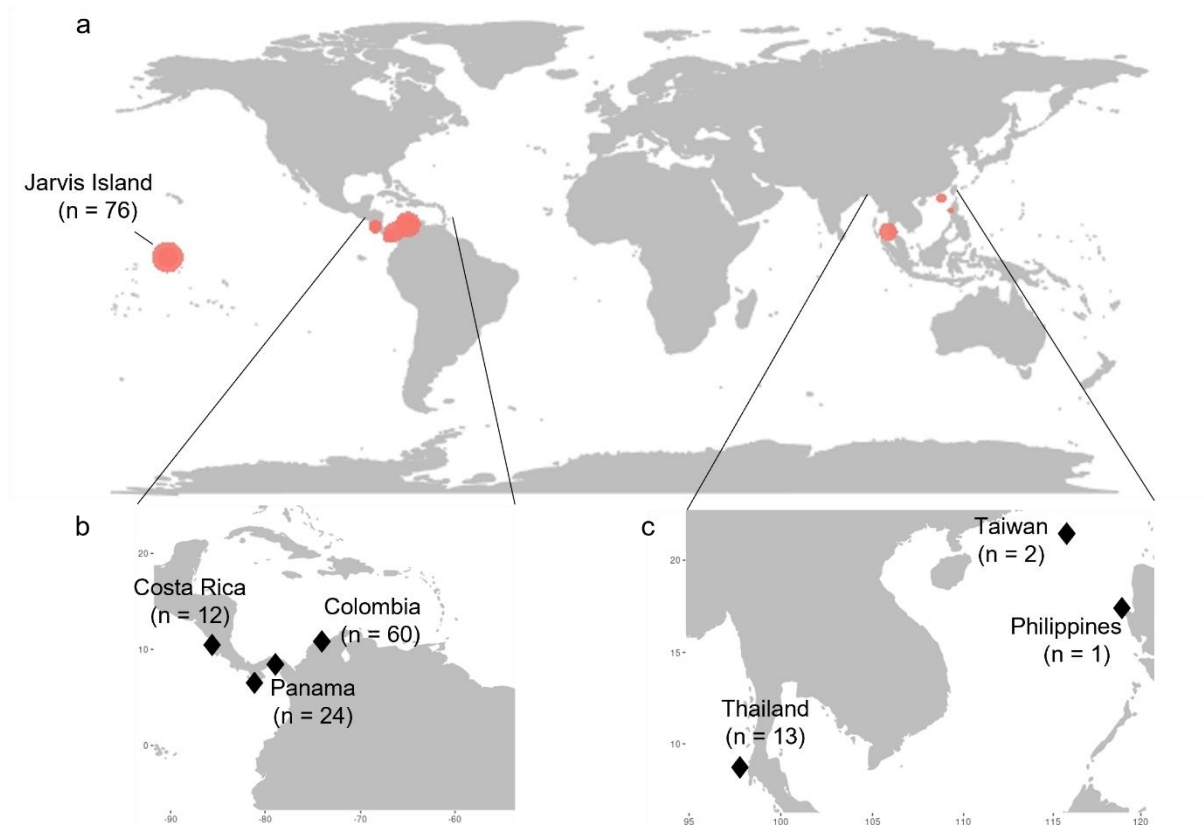 a
Jarvis Island
(n = 76)
b
20
10
0
-90
-80
-70
-60
Costa Rica
(n = 12)
Colombia
(n = 60)
Panama
(n = 24)
c
20
15
10
95
100
105
110
115
120
Taiwan
(n = 2)
Philippines
(n = 1)
Thailand
(n = 13)